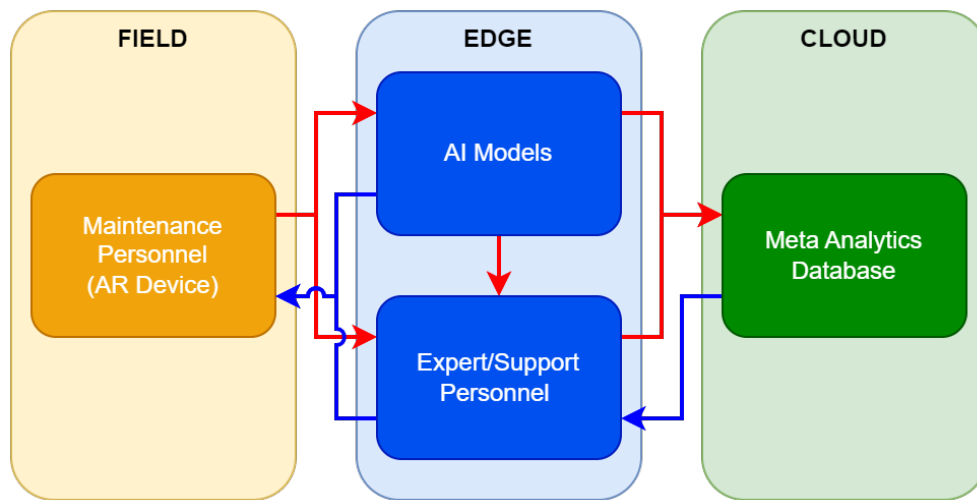 FIELD
EDGE
CLOUD
AI Models
Maintenance
Personnel
(AR Device)
Meta Analytics
Database
Expert/Support
Personnel